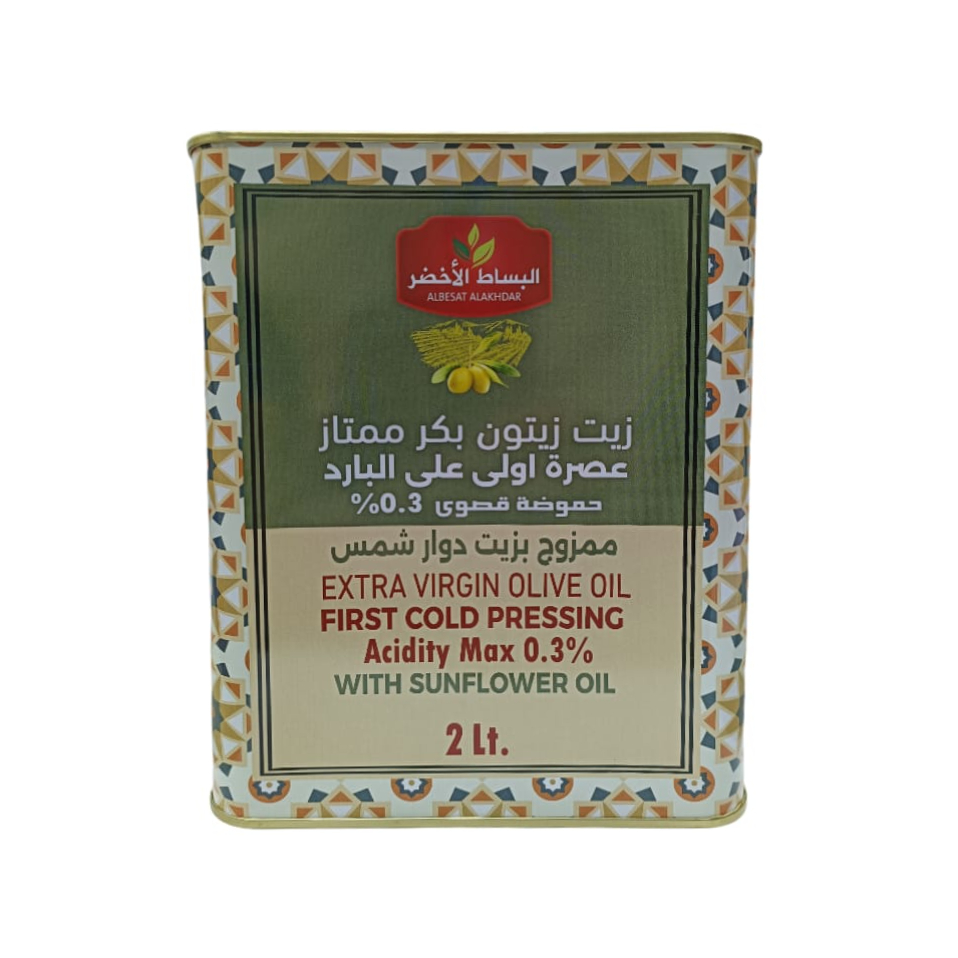 البساط الأخضر
ALBESAT ALAKHDAR
زيت زيتون بكر ممتاز
عصرة اولى على البارد
حموضة قصوى 0.3%
ممزوج بزيت دوار شمس
EXTRA VIRGIN OLIVE OIL
FIRST COLD PRESSING
Acidity Max 0.3%
WITH SUNFLOWER OIL
2 Lt.